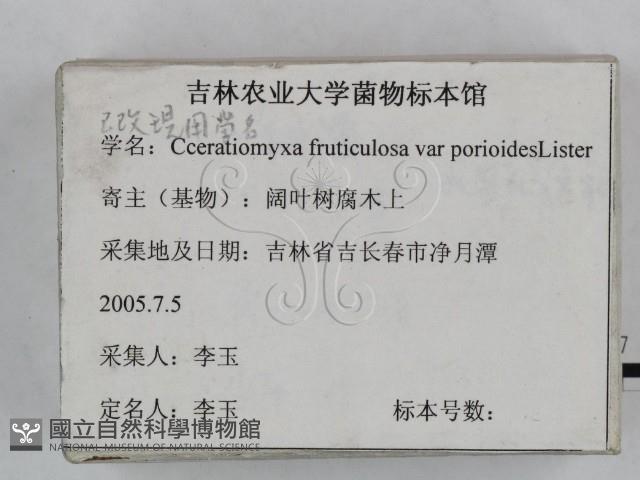 吉林农业大学菌物标本馆
已改現用學名
学名：Cceratiomyxa fruticulosa var porioidesLister
寄主（基物）：阔叶树腐木上
采集地及日期：吉林省吉长春市净月潭
2005.7.5
采集人：李玉
定名人：李玉 标本号数：
國立自然科學博物館
NATIONAL MUSEUM OF NATURAL SCIENCE
7